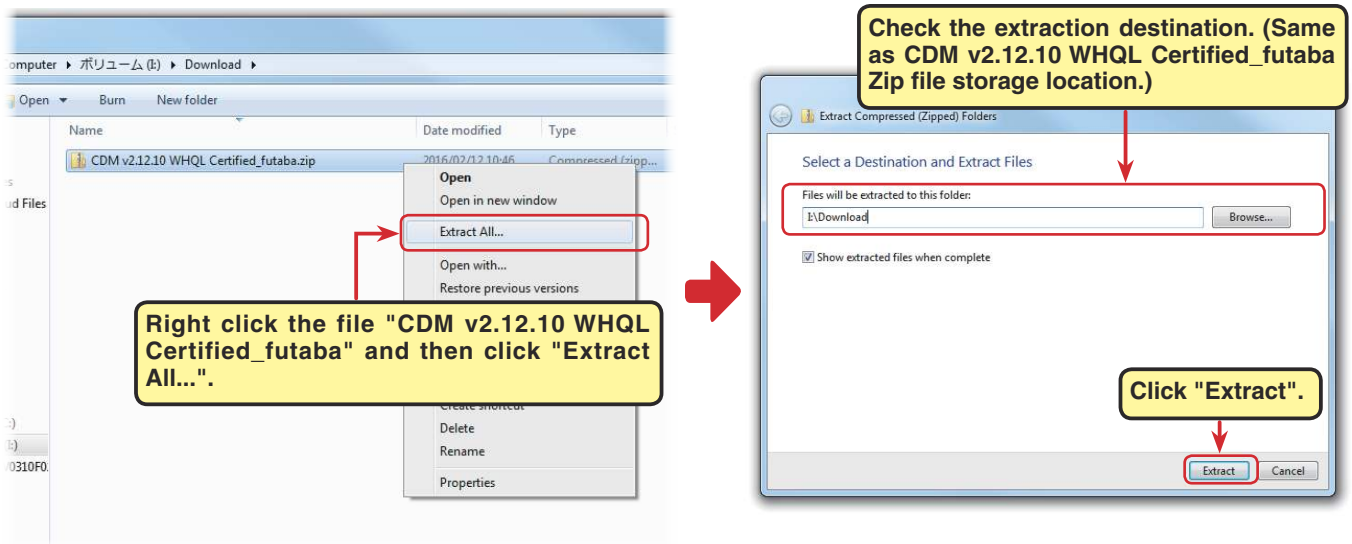 omputer ▸ ボリューム (I:) ▸ Download ▸
Open Burn New folder
Name Date modified Type
CDM v2.12.10 WHQL Certified_futaba.zip 2016/02/12 10:46 Compressed (zipp...
d Files
Open
Open in new window
Extract All...
Open with...
Restore previous versions
Right click the file "CDM v2.12.10 WHQL
Certified_futaba" and then click "Extract
All...".
Create shortcut
Delete
Rename
Properties
:)
I:)
0310F0.
Check the extraction destination. (Same
as CDM v2.12.10 WHQL Certified_futaba
Zip file storage location.)
Extract Compressed (Zipped) Folders
Select a Destination and Extract Files
Files will be extracted to this folder:
I:\Download
Browse...
Show extracted files when complete
Click "Extract".
Extract Cancel